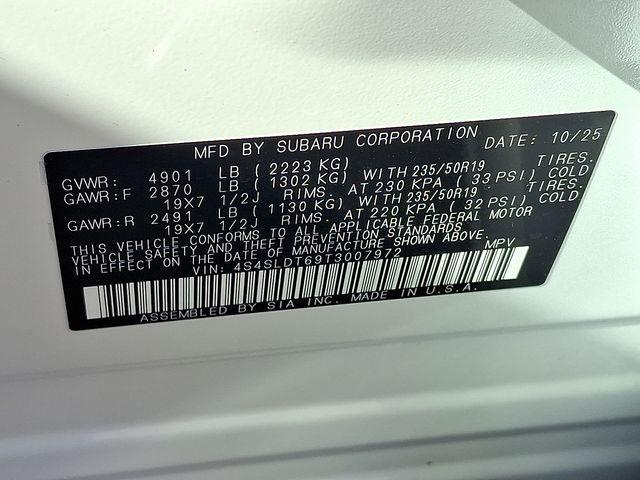 MFD BY SUBARU CORPORATION DATE: 10/25
GVWR: 4901 LB ( 2223 KG) TIRES.
GAWR:F 2870 LB ( 1302 KG) WITH 235/50R19 COLD
19X7 1/2J RIMS. AT 230 KPA ( 33 PSI) TIRES.
GAWR:R 2491 LB ( 1130 KG) WITH 235/50R19 COLD
19X7 1/2J RIMS. AT 220 KPA ( 32 PSI)
THIS VEHICLE CONFORMS TO ALL APPLICABLE FEDERAL MOTOR
VEHICLE SAFETY AND THEFT PREVENTION STANDARDS
IN EFFECT ON THE DATE OF MANUFACTURE SHOWN ABOVE.
VIN: 4S4SLDT69T3007972 MPV
ASSEMBLED BY SIA INC. MADE IN U.S.A.